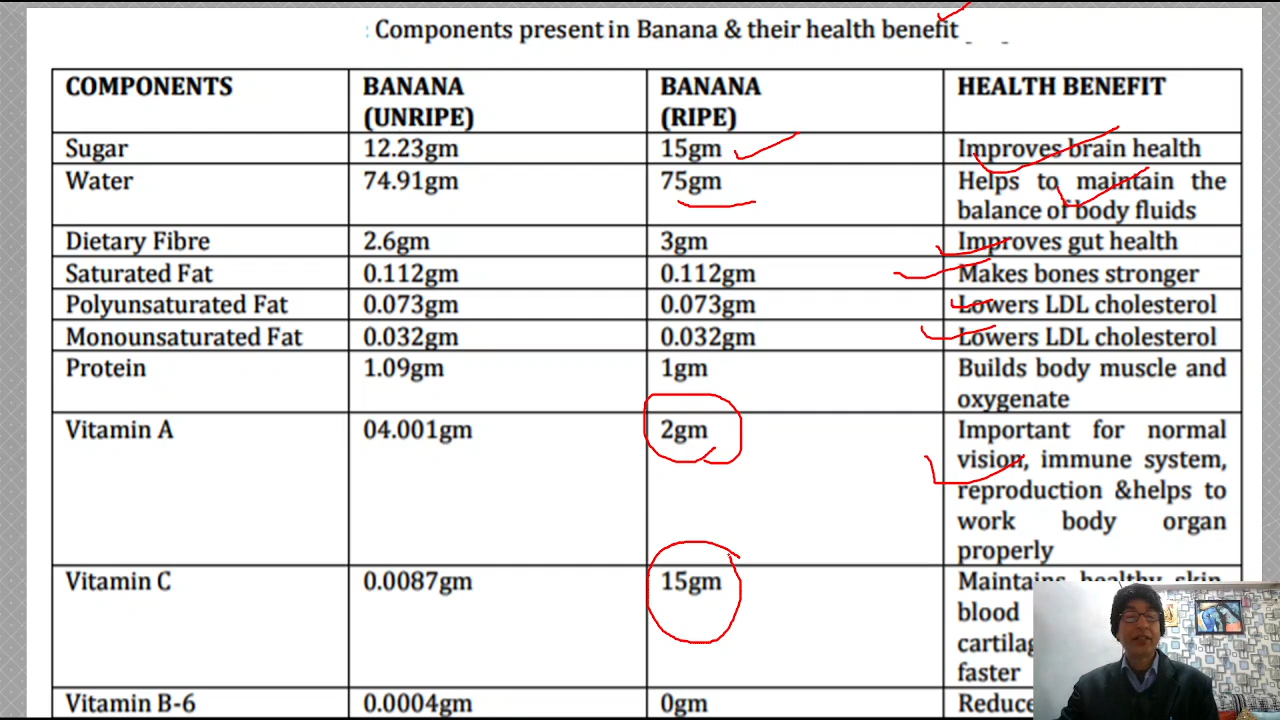 Components present in Banana & their health benefit
COMPONENTS
BANANA
(UNRIPE)
BANANA
(RIPE)
HEALTH BENEFIT
Sugar
12.23gm
15gm
Improves brain health
Water
74.91gm
75gm
Helps to maintain the
balance of body fluids
Dietary Fibre
2.6gm
3gm
Improves gut health
Saturated Fat
0.112gm
0.112gm
Makes bones stronger
Polyunsaturated Fat
0.073gm
0.073gm
Lowers LDL cholesterol
Monounsaturated Fat
0.032gm
0.032gm
Lowers LDL cholesterol
Protein
1.09gm
1gm
Builds body muscle and
oxygenate
Vitamin A
04.001gm
2gm
Important for normal
vision, immune system,
reproduction &helps to
work body organ
properly
Vitamin C
0.0087gm
15gm
Maintains healthy skin,
blood
faster
Vitamin B-6
0.0004gm
0gm